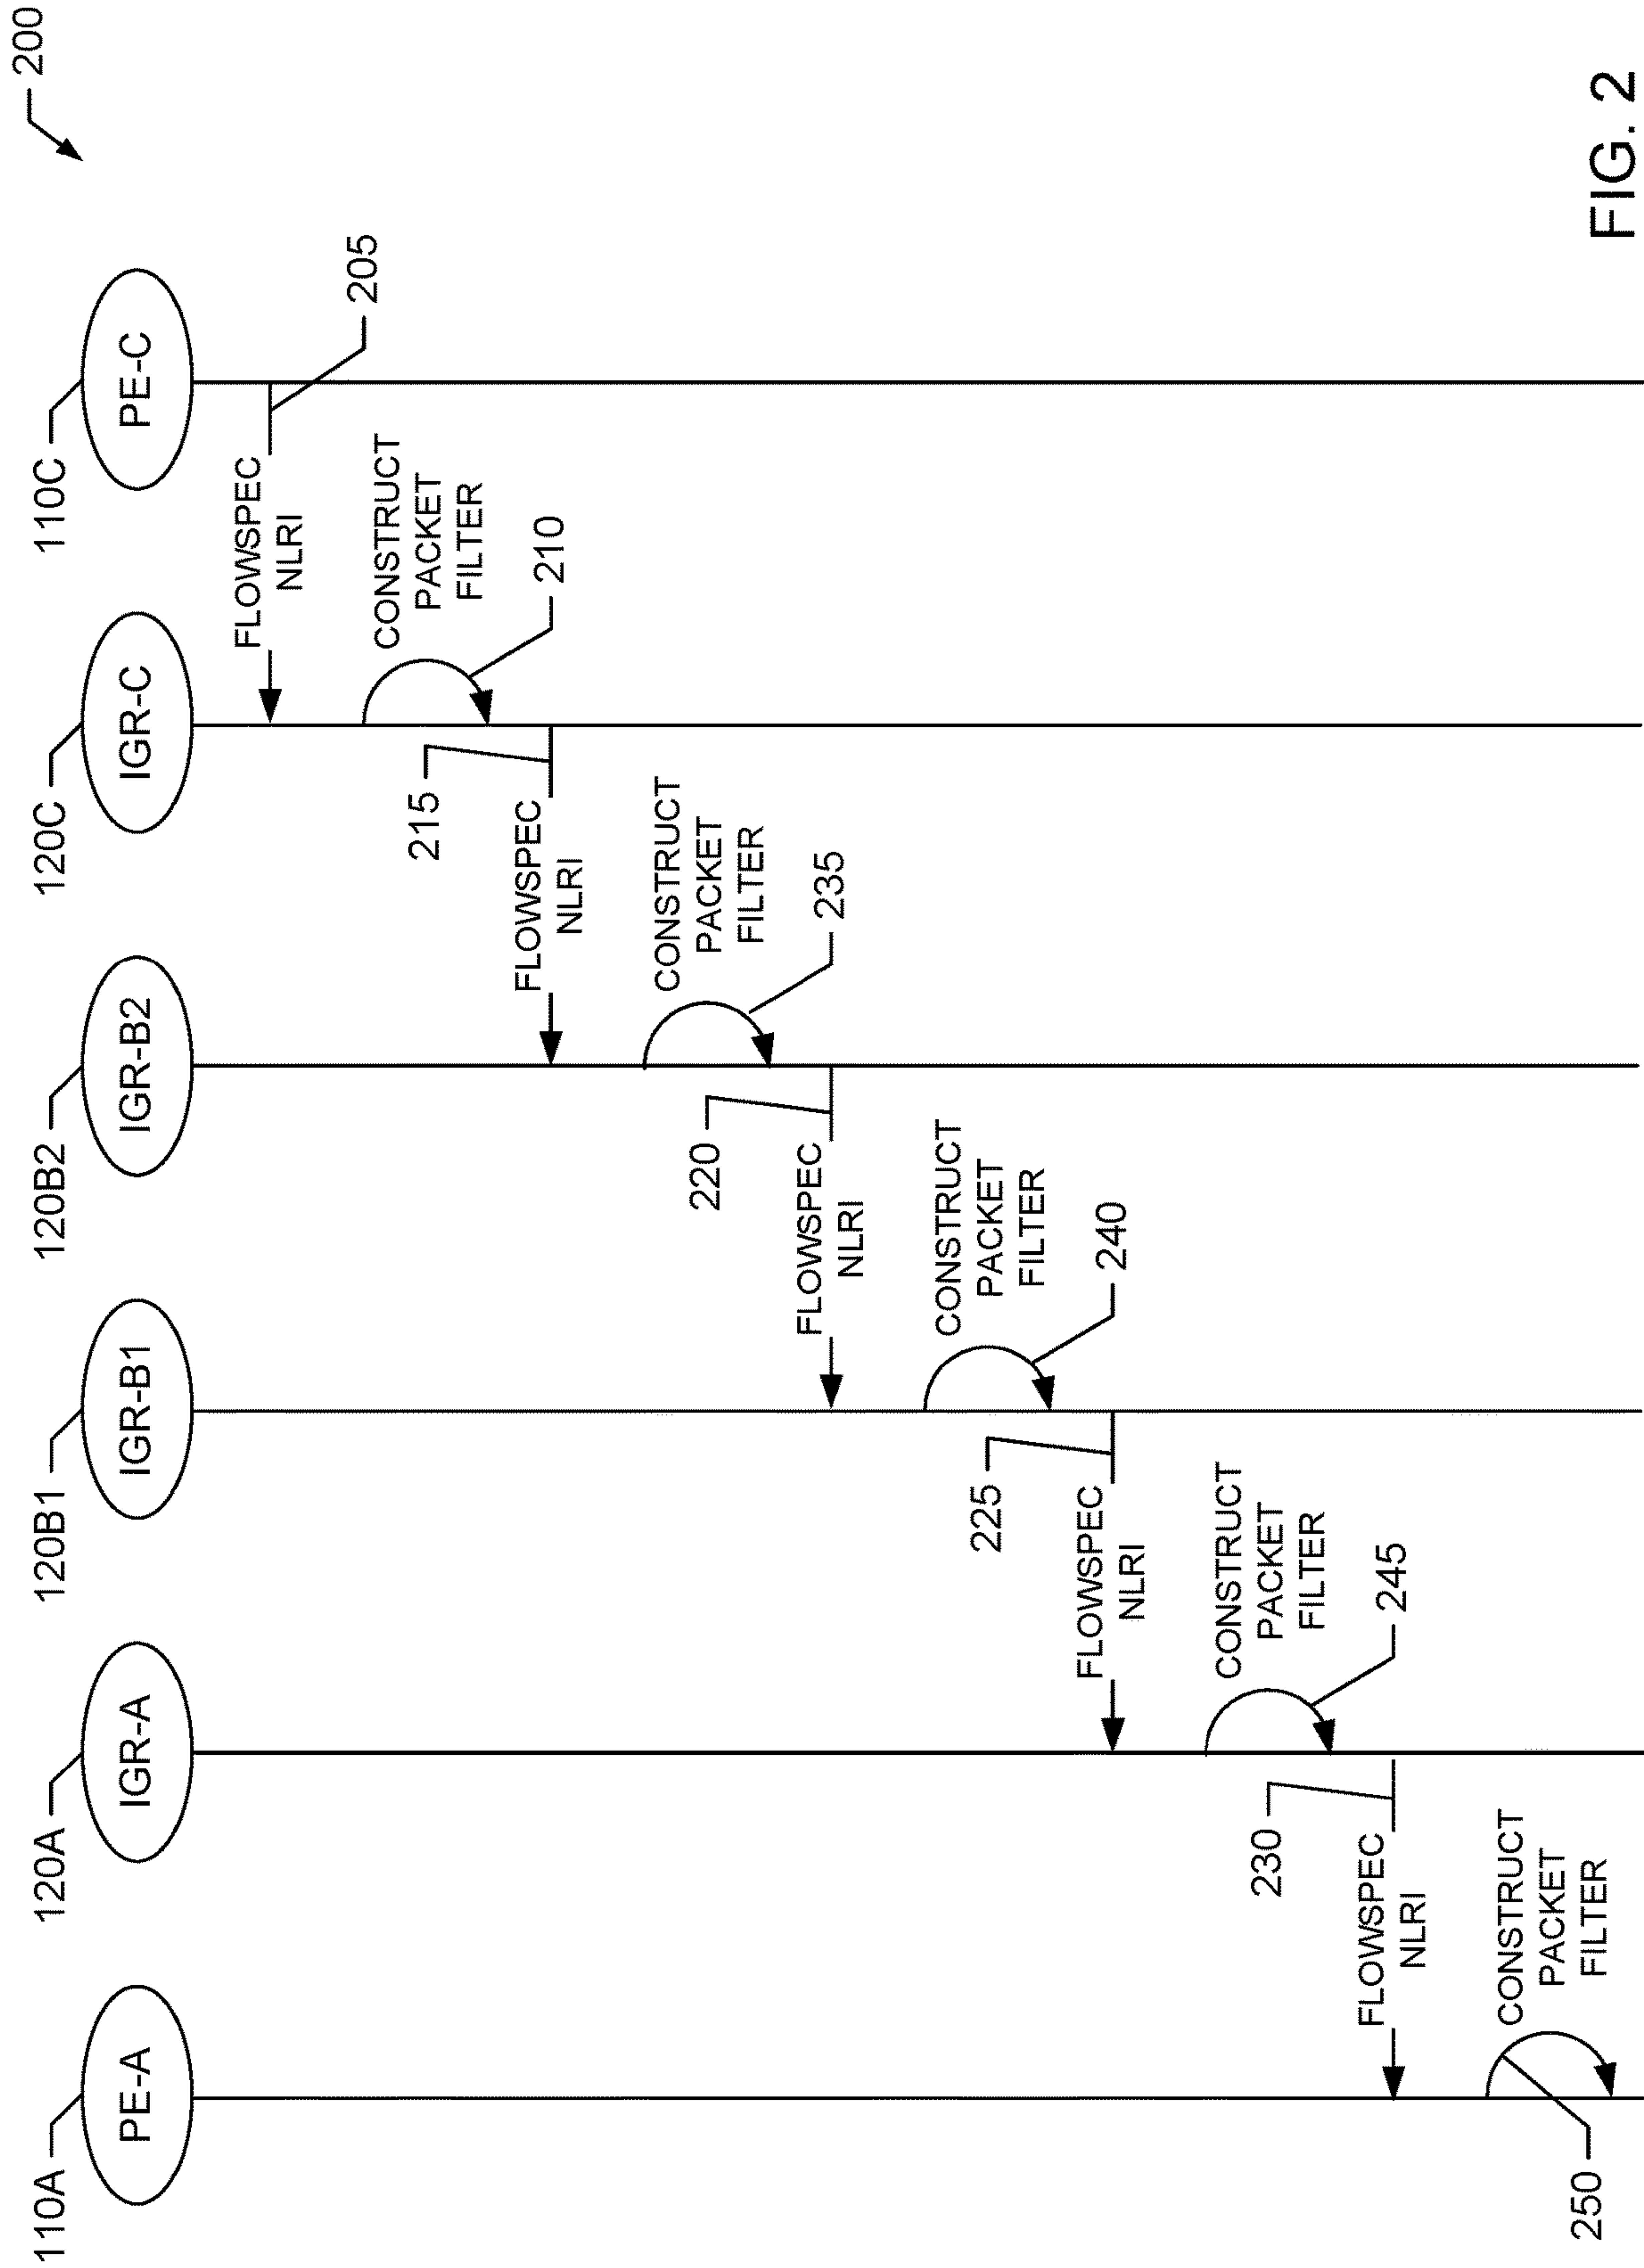 200
110A
120A
120B1
120B2
120C
110C
PE-A
IGR-A
IGR-B1
IGR-B2
IGR-C
PE-C
FLOWSPEC
NLRI
205
CONSTRUCT
PACKET
FILTER
210
215
FLOWSPEC
NLRI
CONSTRUCT
PACKET
FILTER
235
220
FLOWSPEC
NLRI
CONSTRUCT
PACKET
FILTER
240
225
FLOWSPEC
NLRI
CONSTRUCT
PACKET
FILTER
245
230
FLOWSPEC
NLRI
CONSTRUCT
PACKET
FILTER
250
FIG. 2